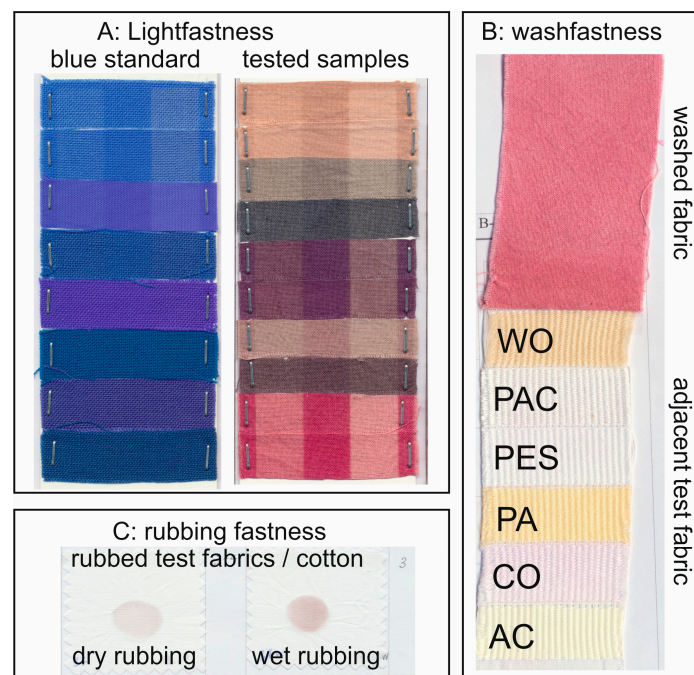 A: Lightfastness
blue standard
tested samples
B: washfastness
washed fabric
B-
WO
PAC
PES
PA
CO
AC
adjacent test fabric
C: rubbing fastness
rubbed test fabrics / cotton
3
dry rubbing
wet rubbing